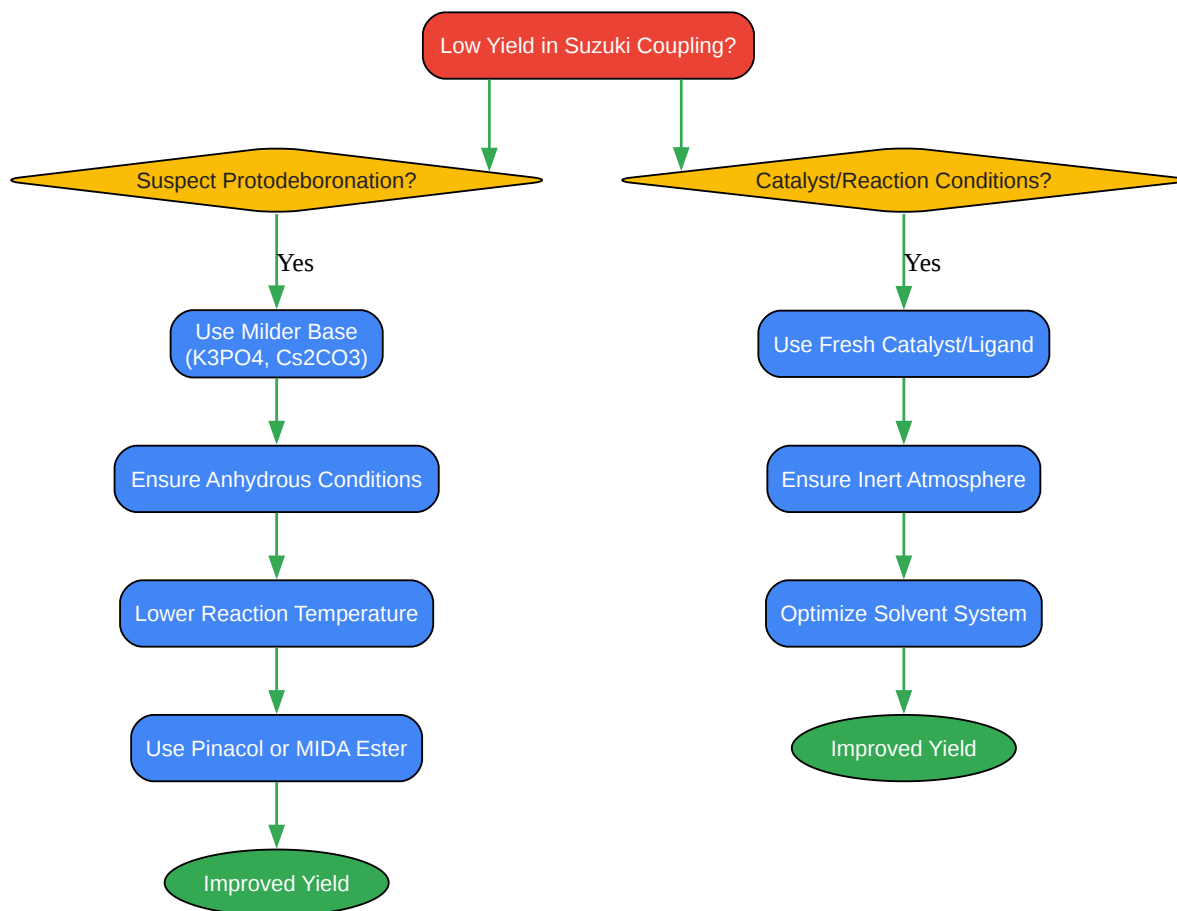 Low Yield in Suzuki Coupling?
Suspect Protodeboronation?
Catalyst/Reaction Conditions?
Yes
Yes
Use Milder Base
(K3PO4, Cs2CO3)
Use Fresh Catalyst/Ligand
Ensure Anhydrous Conditions
Ensure Inert Atmosphere
Lower Reaction Temperature
Optimize Solvent System
Use Pinacol or MIDA Ester
Improved Yield
Improved Yield